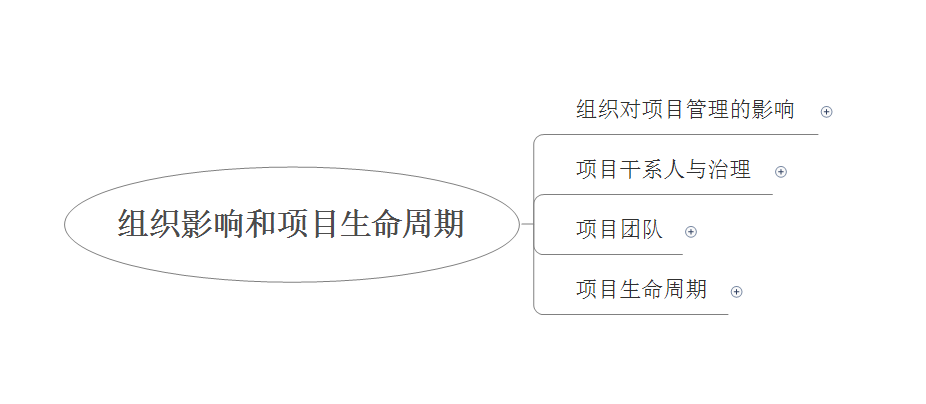 组织影响和项目生命周期
组织对项目管理的影响
项目干系人与治理
项目团队
项目生命周期